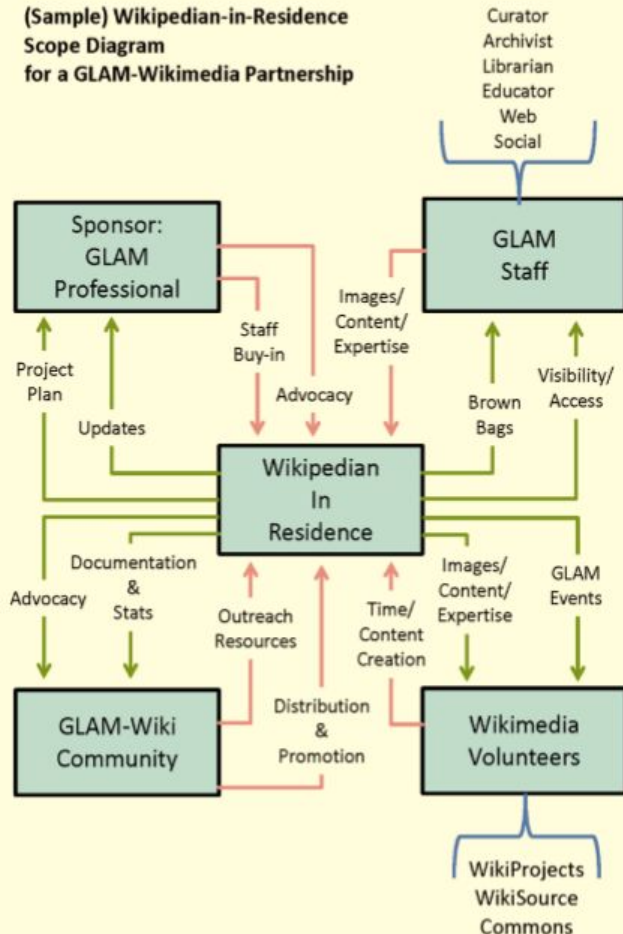 (Sample) Wikipedian-in-Residence
Scope Diagram
for a GLAM-Wikimedia Partnership
Curator
Archivist
Librarian
Educator
Web
Social
Sponsor:
GLAM
Professional
GLAM
Staff
Images/
Content/
Expertise
Staff
Buy-in
Project
Plan
Visibility/
Access
Advocacy
Brown
Bags
Updates
Wikipedian
In
Residence
Documentation
&
Stats
Images/
Content/
Expertise
GLAM
Events
Advocacy
Outreach
Resources
Time/
Content
Creation
Distribution
&
Promotion
GLAM-Wiki
Community
Wikimedia
Volunteers
WikiProjects
WikiSource
Commons